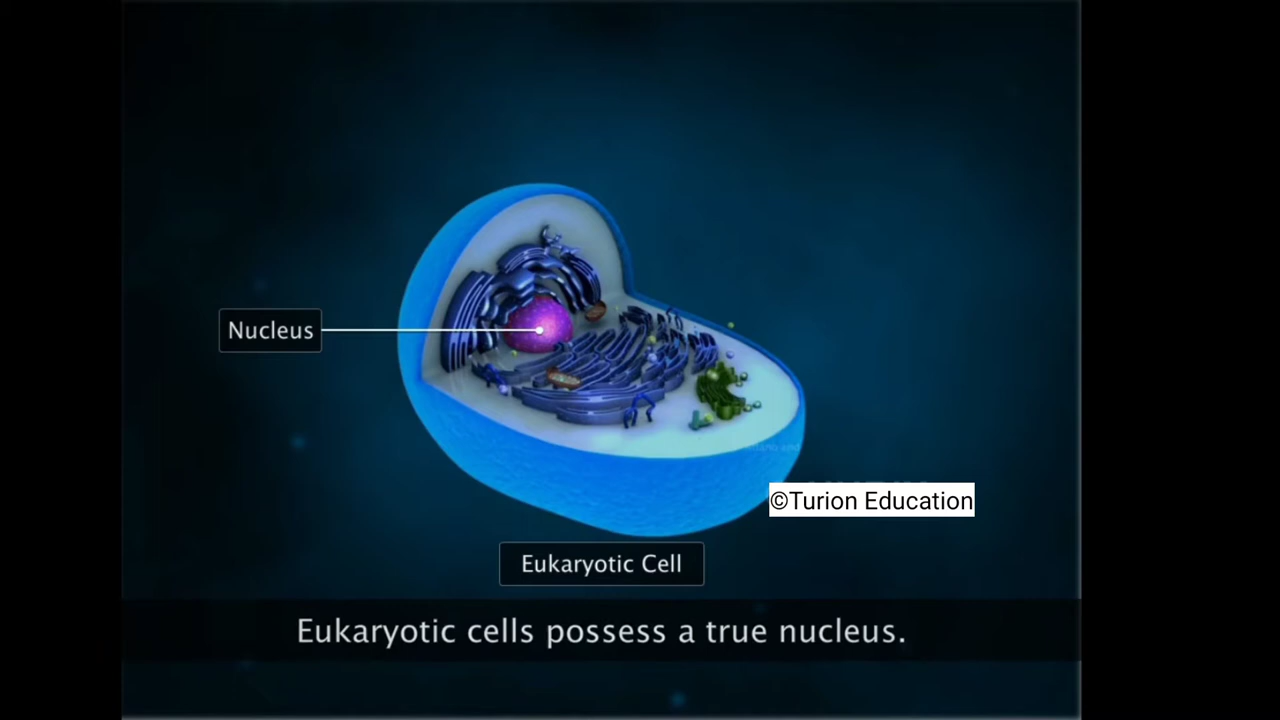 Nucleus
©Turion Education
Eukaryotic Cell
Eukaryotic cells possess a true nucleus.